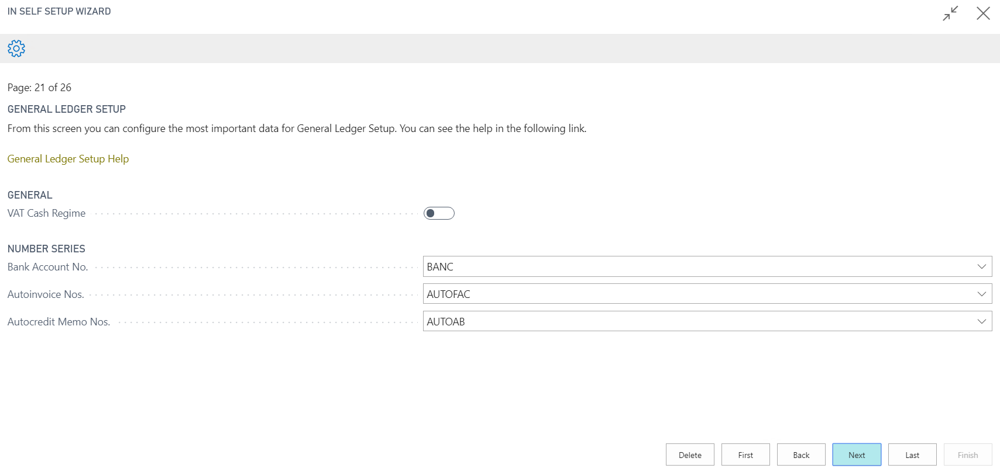 IN SELF SETUP WIZARD
Page: 21 of 26
GENERAL LEDGER SETUP
From this screen you can configure the most important data for General Ledger Setup. You can see the help in the following link.
General Ledger Setup Help
GENERAL
VAT Cash Regime
NUMBER SERIES
Bank Account No. BANC
Autoinvoice Nos. AUTOFAC
Autocredit Memo Nos. AUTOAB
Delete First Back Next Last Finish